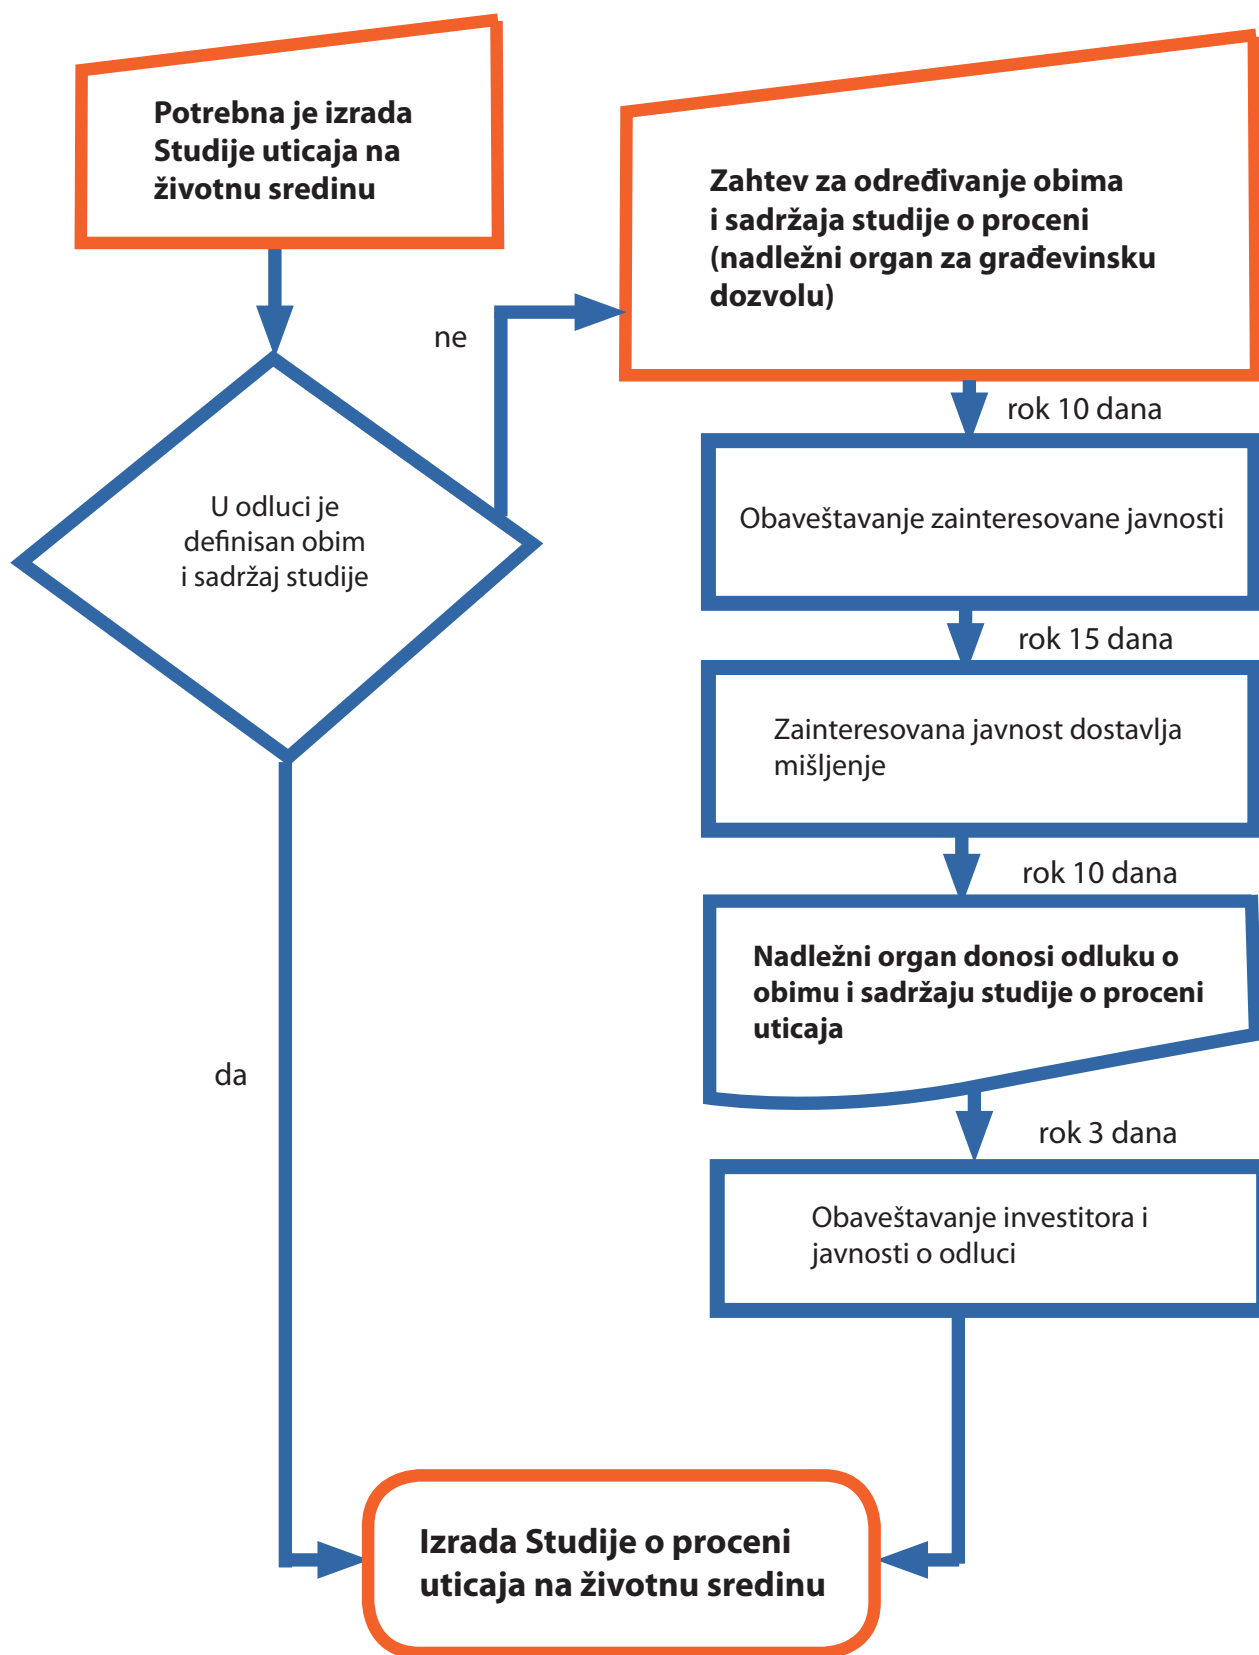 Potrebna je izrada
Studije uticaja na
životnu sredinu
U odluci je
definisan obim
i sadržaj studije
ne
da
Zahtev za određivanje obima
i sadržaja studije o proceni
(nadležni organ za građevinsku
dozvolu)
rok 10 dana
Obaveštavanje zainteresovane javnosti
rok 15 dana
Zainteresovana javnost dostavlja
mišljenje
rok 10 dana
Nadležni organ donosi odluku o
obimu i sadržaju studije o proceni
uticaja
rok 3 dana
Obaveštavanje investitora i
javnosti o odluci
Izrada Studije o proceni
uticaja na životnu sredinu